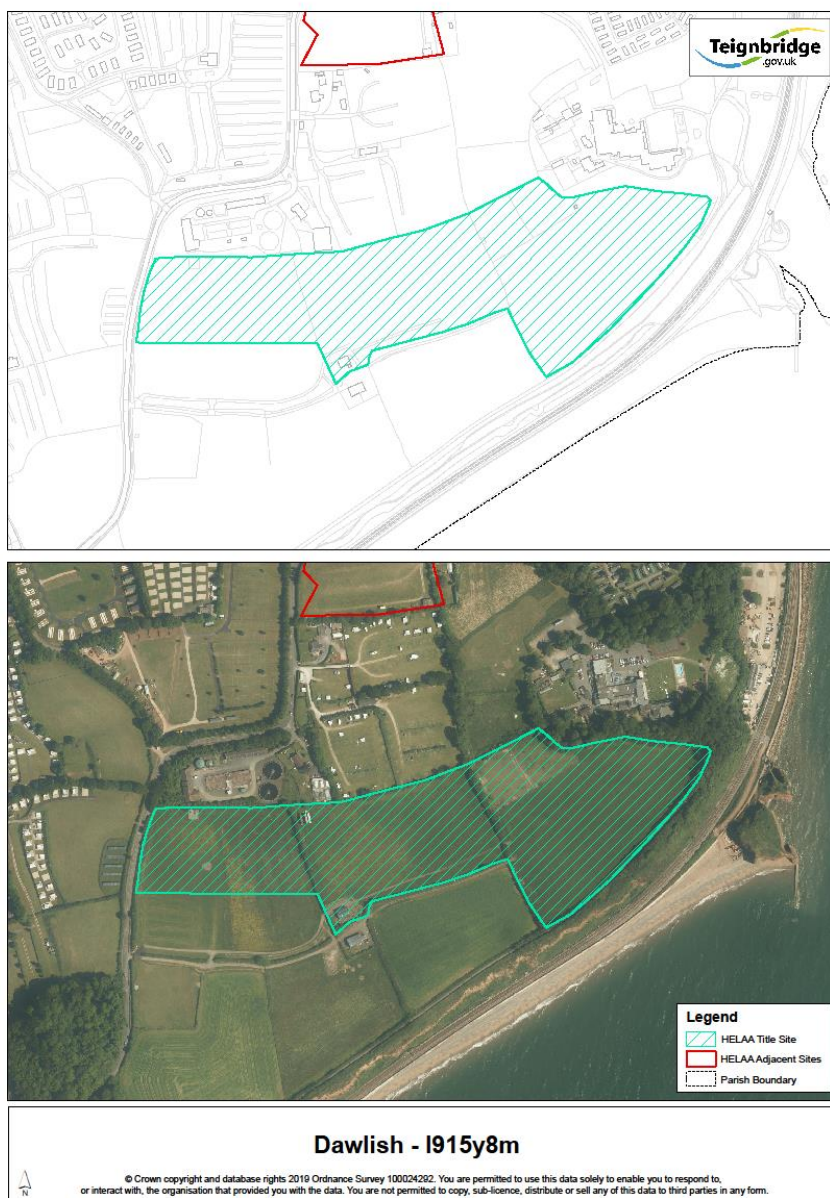 Teignbridge
.gov.uk
Legend
HELAA Title Site
HELAA Adjacent Sites
Parish Boundary
Dawlish - I915y8m
N
© Crown copyright and database rights 2019 Ordnance Survey 100024292. You are permitted to use this data solely to enable you to respond to,
or interact with, the organisation that provided you with the data. You are not permitted to copy, sub-licence, distribute or sell any of this data to third parties in any form.